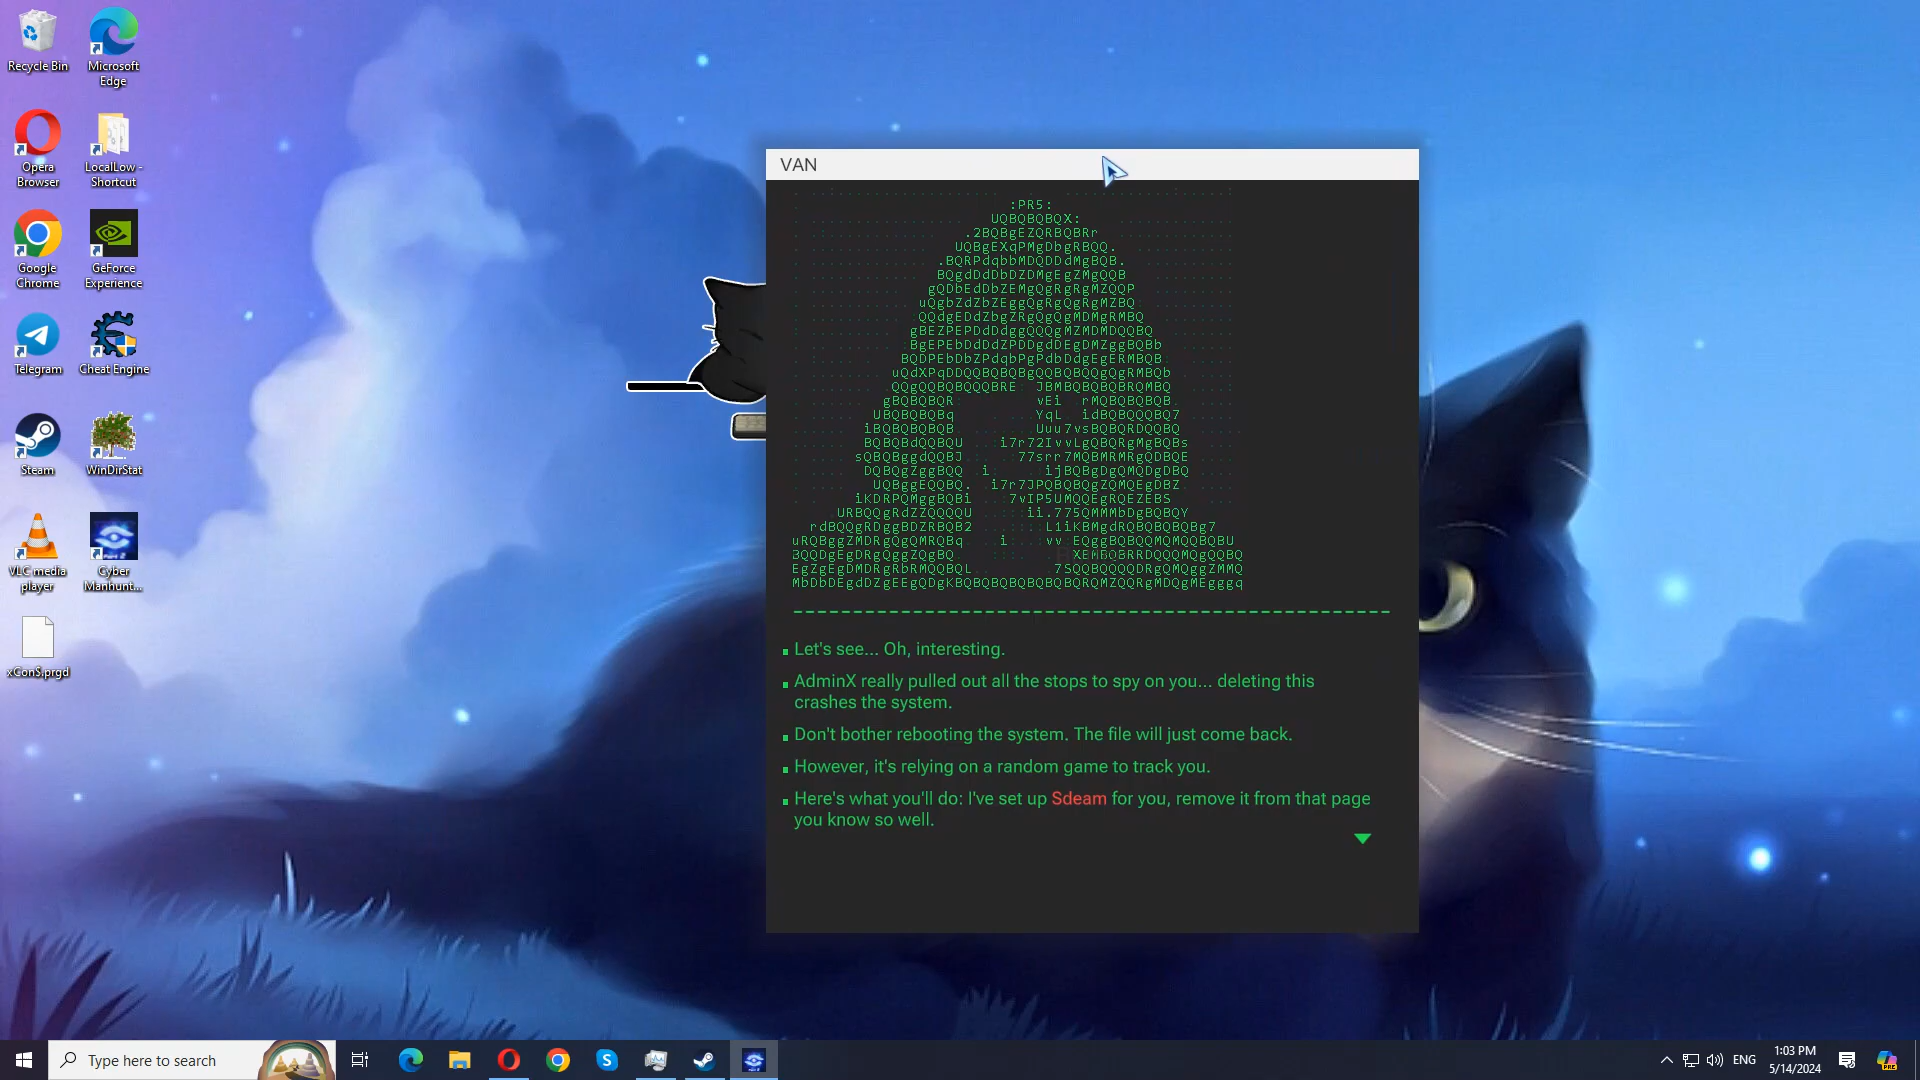 Recycle Bin
Microsoft
Edge
Opera
Browser
LocalLow -
Shortcut
Google
Chrome
GeForce
Experience
Telegram
Cheat Engine
Steam
WinDirStat
VLC media
player
Cyber
Manhunt...
xConS.prgd
VAN
Let's see... Oh, interesting.
AdminX really pulled out all the stops to spy on you... deleting this
crashes the system.
Don't bother rebooting the system. The file will just come back.
However, it's relying on a random game to track you.
Here's what you'll do: I've set up Sdeam for you, remove it from that page
you know so well.
Type here to search
ENG
1:03 PM
5/14/2024